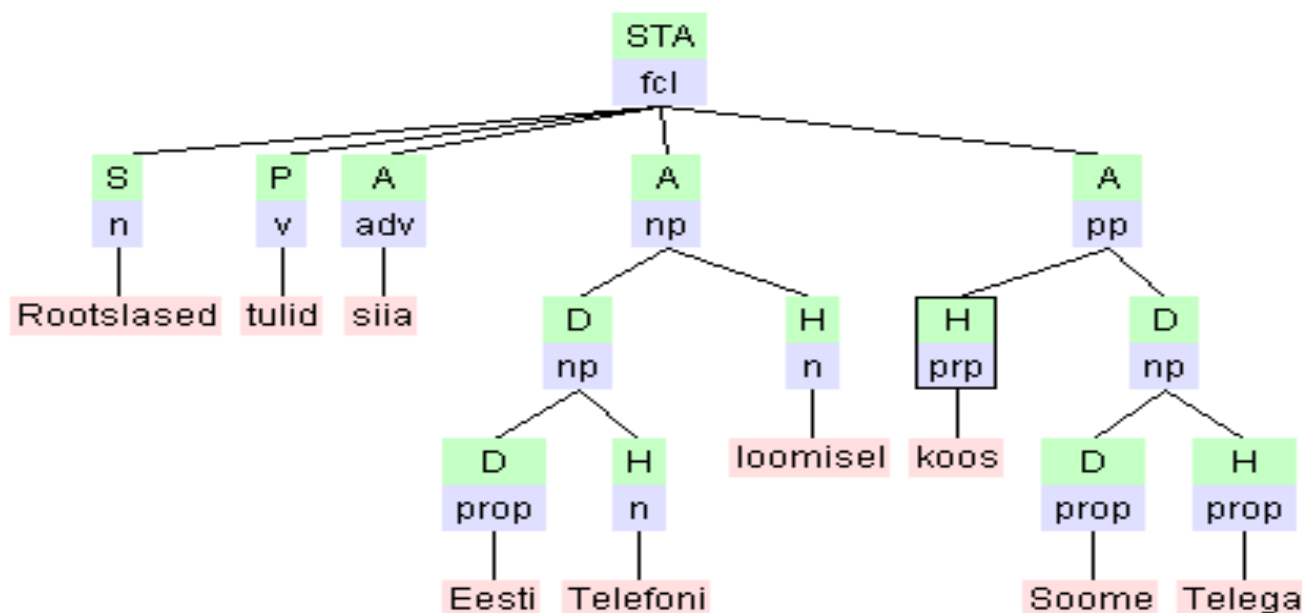 STA
fcl
S P A A A
n v adv np pp
Rootslased tulid siia
D H H D
np n prp np
D H loomisel koos D H
prop n prop prop
Eesti Telefoni Soome Telega